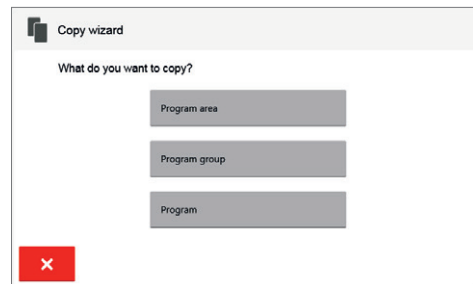 Copy wizard
What do you want to copy?
Program area
Program group
Program